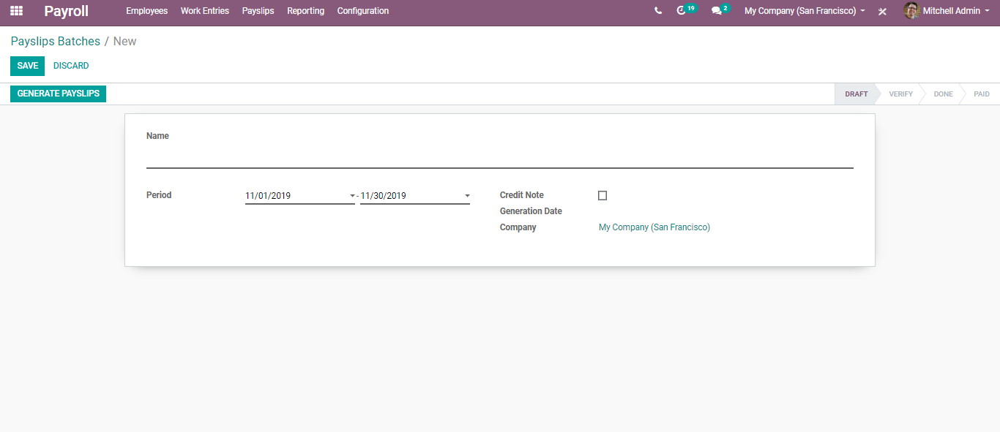 Payroll Employees Work Entries Payslips Reporting Configuration 19 2 My Company (San Francisco) Mitchell Admin
Payslips Batches / New
SAVE DISCARD
GENERATE PAYSLIPS DRAFT VERIFY DONE PAID
Name
Period 11/01/2019 - 11/30/2019 Credit Note
Generation Date
Company My Company (San Francisco)